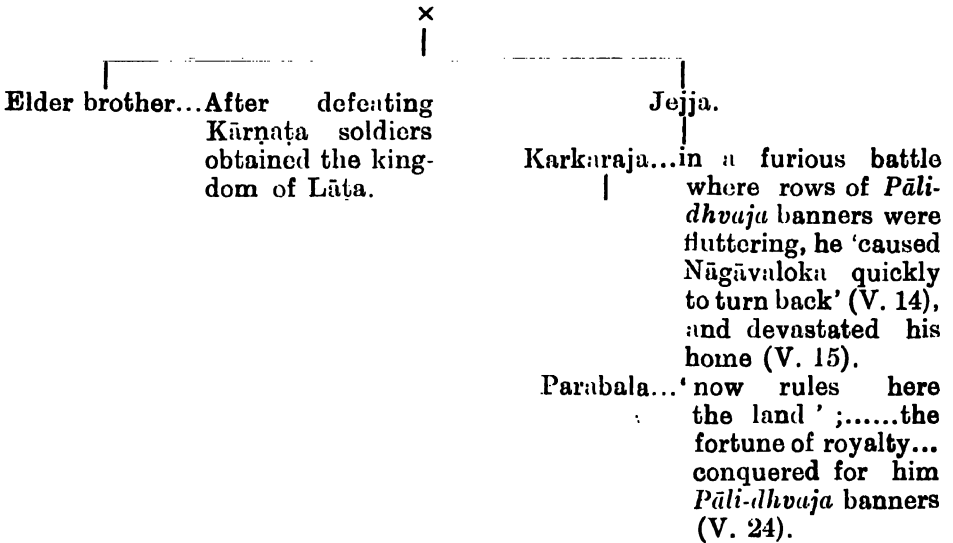 ×
Elder brother...After defeating
Kārṇaṭa soldiers
obtained the king-
dom of Lāṭa.
Jejja.
Karkaraja...in a furious battle
where rows of Pāli-
dhvaja banners were
fluttering, he ‘caused
Nāgāvaloka quickly
to turn back’ (V. 14),
and devastated his
home (V. 15).
Parabala...‘ now rules here
the land ’ ;......the
fortune of royalty...
conquered for him
Pāli-dhvaja banners
(V. 24).